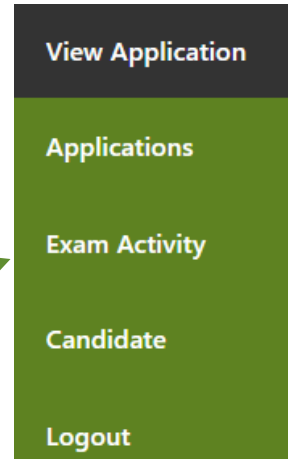 View Application
Applications
Exam Activity
Candidate
Logout